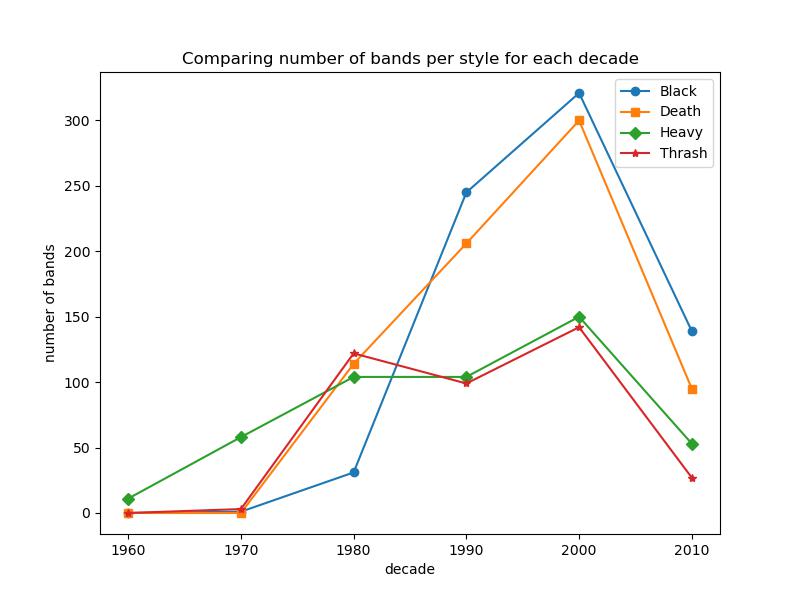 Comparing number of bands per style for each decade
Black
Death
Heavy
Thrash
number of bands
300
250
200
150
100
50
0
1960 1970 1980 1990 2000 2010
decade